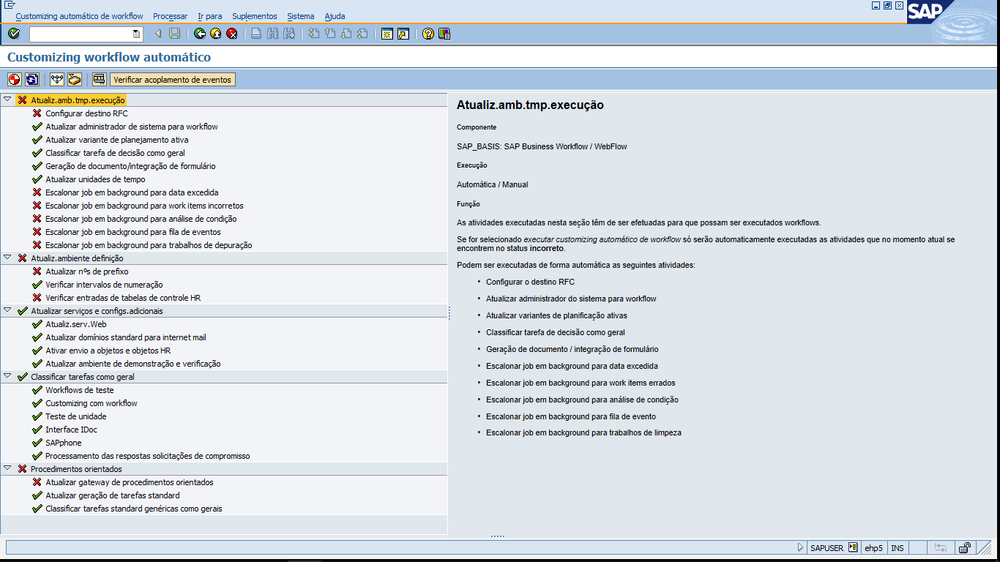 Customizing automático de workflow Processar Ir para Suplementos Sistema Ajuda
SAP
Customizing workflow automático
Verificar acoplamento de eventos
Atualiz.amb.tmp.execução
Configurar destino RFC
Atualizar administrador de sistema para workflow
Atualizar variante de planejamento ativa
Classificar tarefa de decisão como geral
Geração de documento/integração de formulário
Atualizar unidades de tempo
Escalonar job em background para data excedida
Escalonar job em background para work items incorretos
Escalonar job em background para análise de condição
Escalonar job em background para fila de eventos
Escalonar job em background para trabalhos de depuração
Atualiz.ambiente definição
Atualizar nºs de prefixo
Verificar intervalos de numeração
Verificar entradas de tabelas de controle HR
Atualizar serviços e configs.adicionais
Atualiz.serv.Web
Atualizar domínios standard para internet mail
Ativar envio a objetos e objetos HR
Atualizar ambiente de demonstração e verificação
Classificar tarefas como geral
Workflows de teste
Customizing com workflow
Teste de unidade
Interface IDoc
SAPphone
Processamento das respostas solicitações de compromisso
Procedimentos orientados
Atualizar gateway de procedimentos orientados
Atualizar geração de tarefas standard
Classificar tarefas standard genéricas como gerais
Atualiz.amb.tmp.execução
Componente
SAP_BASIS: SAP Business Workflow / WebFlow
Execução
Automática / Manual
Função
As atividades executadas nesta seção têm de ser efetuadas para que possam ser executados workflows.
Se for selecionado executar customizing automático de workflow só serão automaticamente executadas as atividades que no momento atual se
encontrem no status incorreto.
Podem ser executadas de forma automática as seguintes atividades:
• Configurar o destino RFC
• Atualizar administrador do sistema para workflow
• Atualizar variantes de planificação ativas
• Classificar tarefa de decisão como geral
• Geração de documento / integração de formulário
• Escalonar job em background para data excedida
• Escalonar job em background para work items errados
• Escalonar job em background para análise de condição
• Escalonar job em background para fila de evento
• Escalonar job em background para trabalhos de limpeza
SAPUSER ehp5 INS